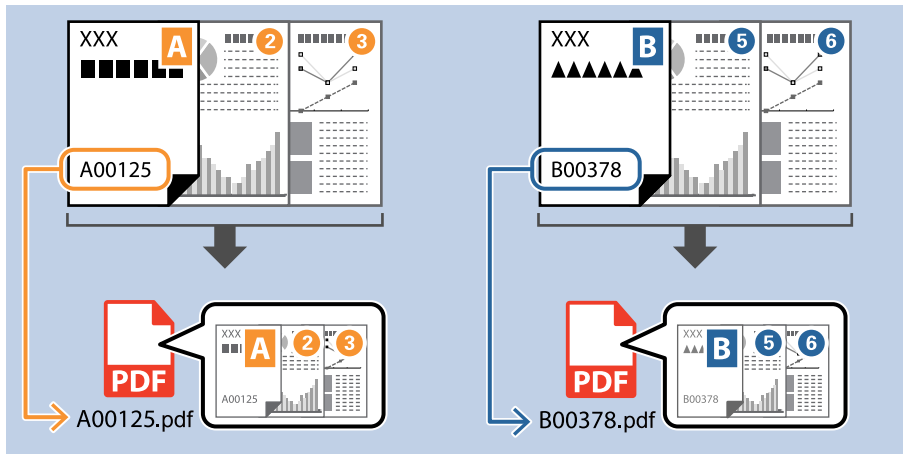 XXX
A
2
3
A00125
XXX
B
5
6
B00378
PDF
XXX
A
2
3
A00125
A00125.pdf
PDF
XXX
B
5
6
B00378
B00378.pdf